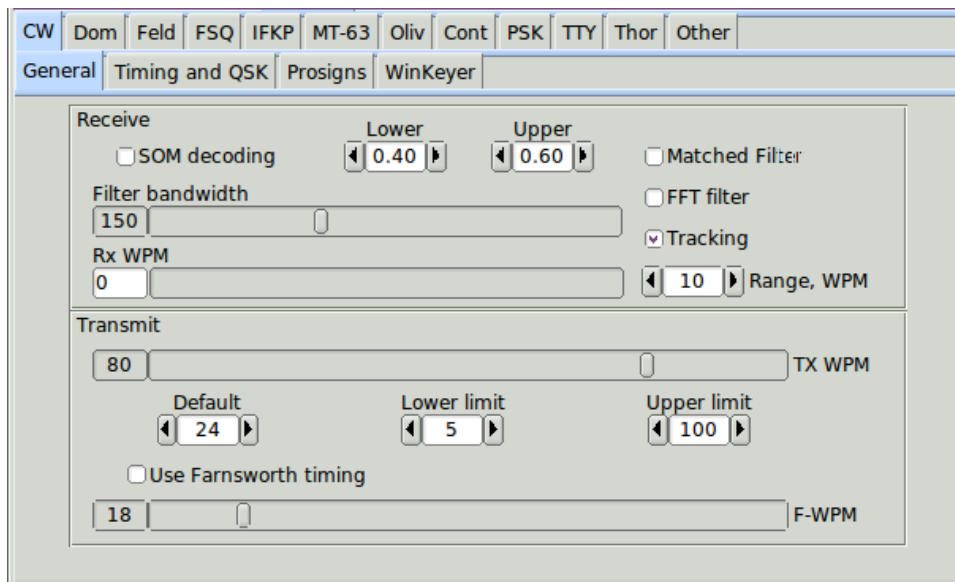 CW Dom Feld FSQ IFKP MT-63 Oliv Cont PSK TTY Thor Other
General Timing and QSK Prosigns WinKeyer
Receive
Lower Upper
SOM decoding 0.40 0.60 Matched Filter
Filter bandwidth FFT filter
150
Tracking
Rx WPM
0 10 Range, WPM
Transmit
80 TX WPM
Default Lower limit Upper limit
24 5 100
Use Farnsworth timing
18 F-WPM